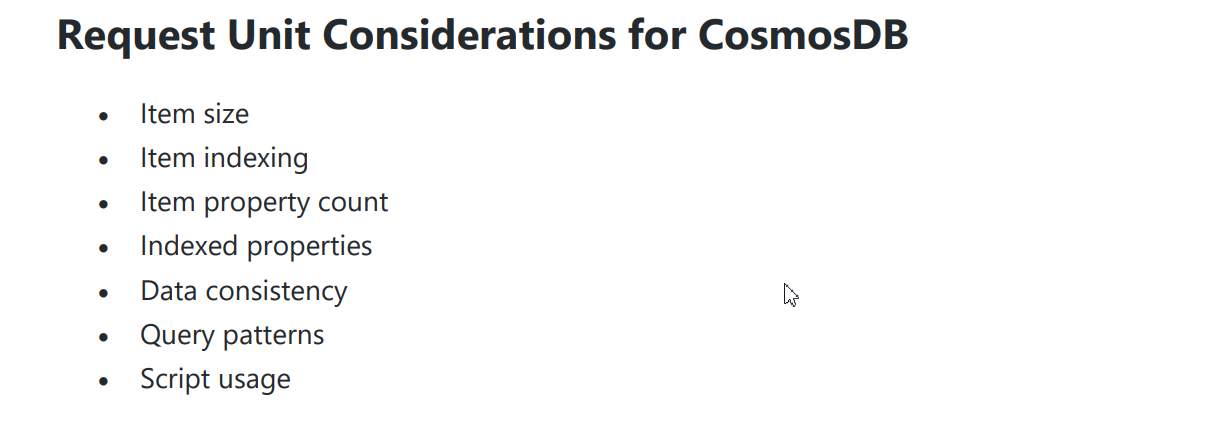 Request Unit Considerations for CosmosDB
• Item size
• Item indexing
• Item property count
• Indexed properties
• Data consistency
• Query patterns
• Script usage